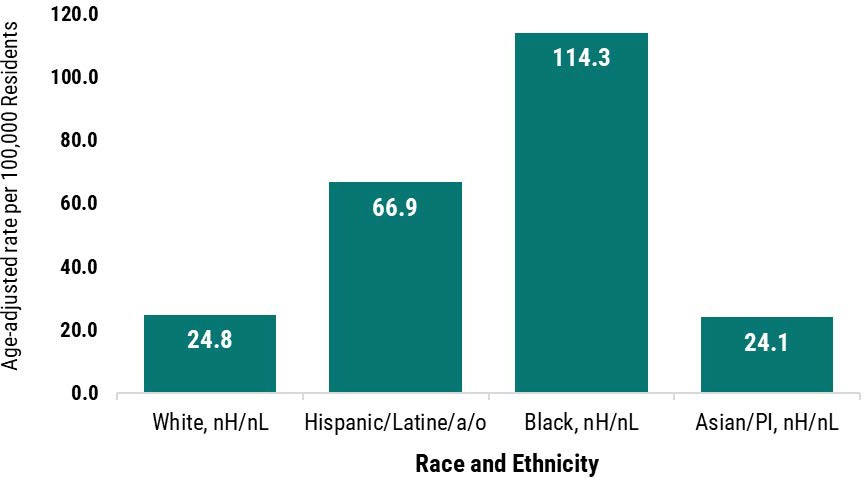 Age-adjusted rate per 100,000 Residents
120.0
100.0
80.0
60.0
40.0
20.0
0.0
24.8
66.9
114.3
24.1
White, nH/nL
Hispanic/Latine/a/o
Black, nH/nL
Asian/PI, nH/nL
Race and Ethnicity